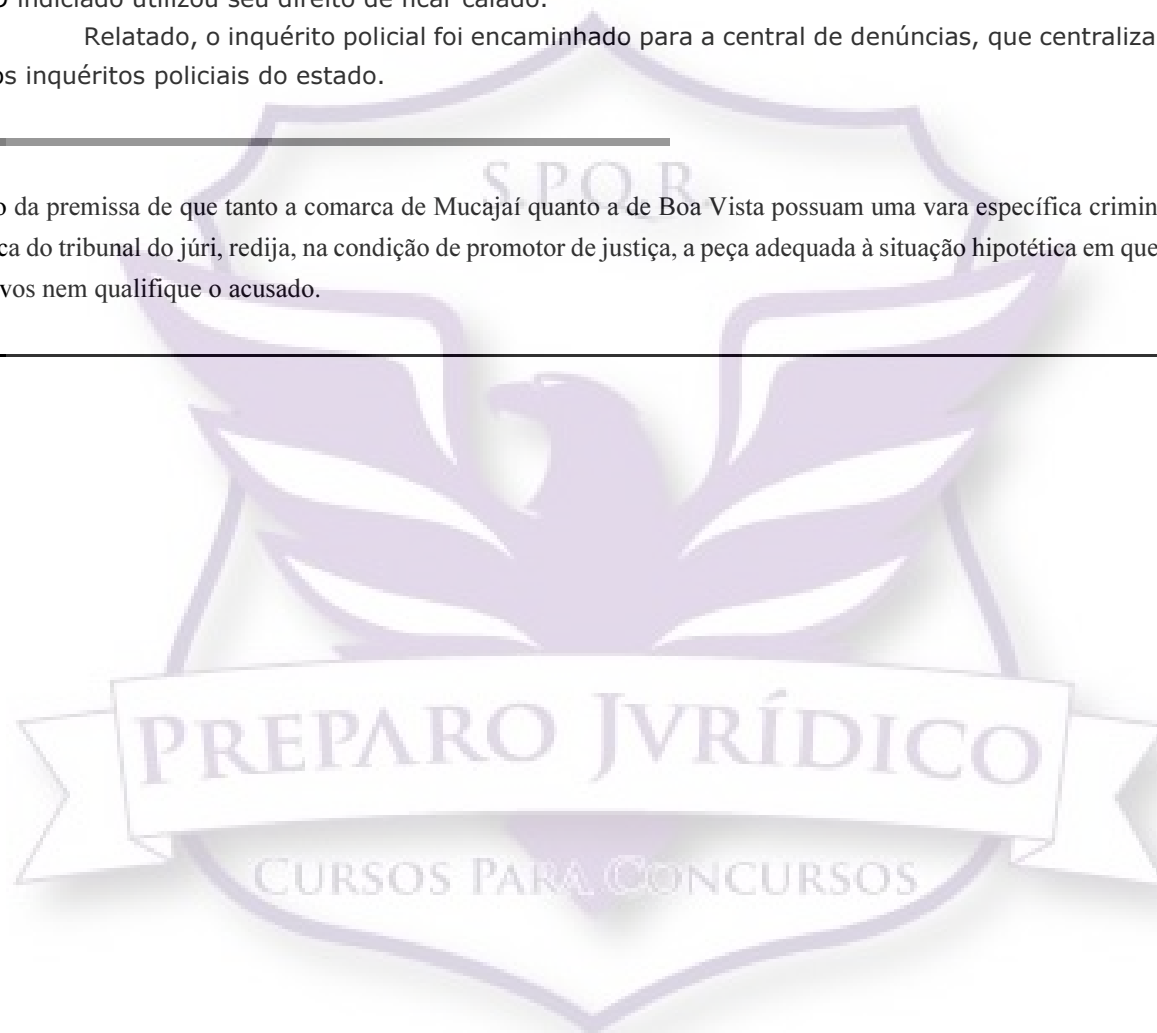 indiciado utilizou seu direito de ficar calado.
Relatado, o inquérito policial foi encaminhado para a central de denúncias, que centraliza
os inquéritos policiais do estado.
S.P.Q.R.
o da premissa de que tanto a comarca de Mucajaí quanto a de Boa Vista possuam uma vara específica crimin
ca do tribunal do júri, redija, na condição de promotor de justiça, a peça adequada à situação hipotética em que
vos nem qualifique o acusado.
PREPARO JVRÍDICO
CURSOS PARA CONCURSOS